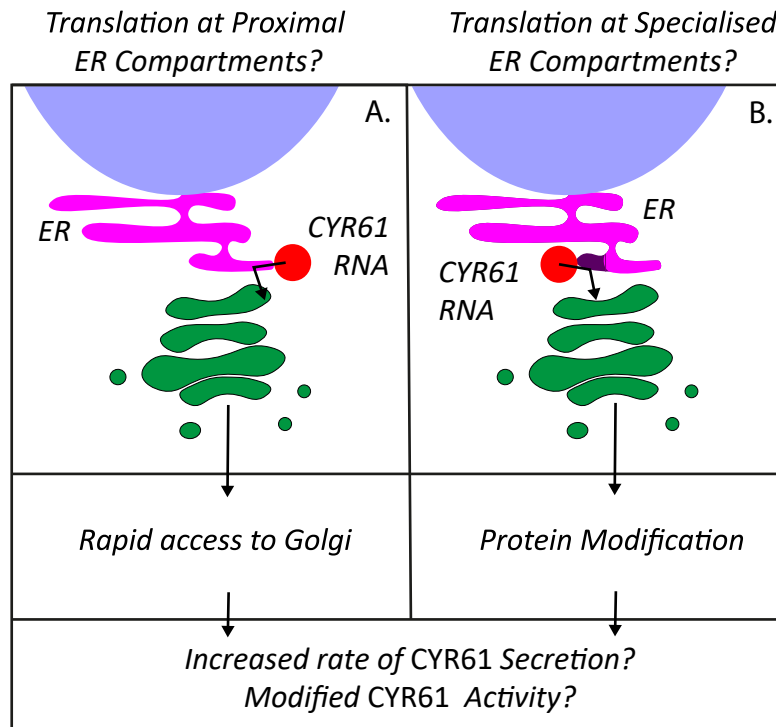 Translation at Proximal
ER Compartments?
Translation at Specialised
ER Compartments?
A.
ER
CYR61
RNA
B.
ER
CYR61
RNA
Rapid access to Golgi
Protein Modification
Increased rate of CYR61 Secretion?
Modified CYR61 Activity?